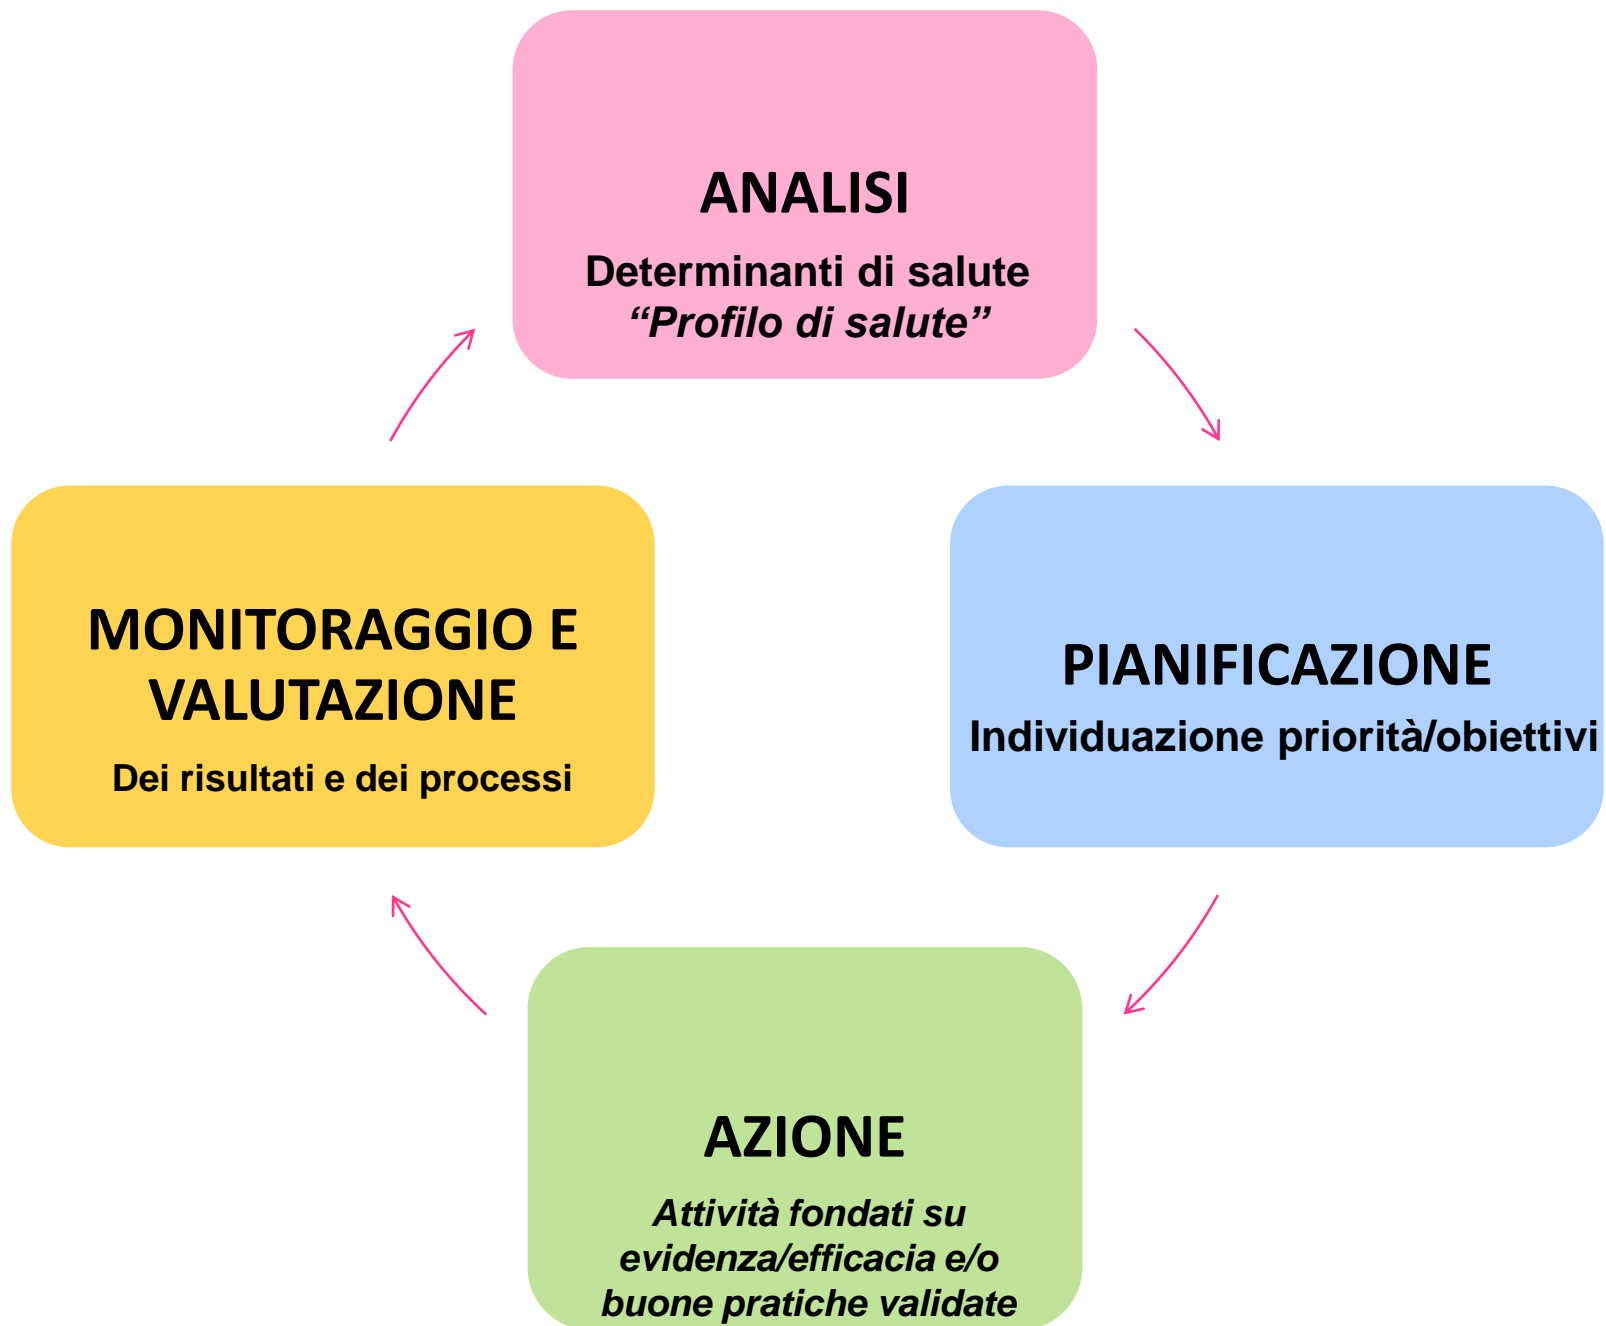 ANALISI
Determinanti di salute
“Profilo di salute”
MONITORAGGIO E
VALUTAZIONE
Dei risultati e dei processi
PIANIFICAZIONE
Individuazione priorità/obiettivi
AZIONE
Attività fondati su
evidenza/efficacia e/o
buone pratiche validate